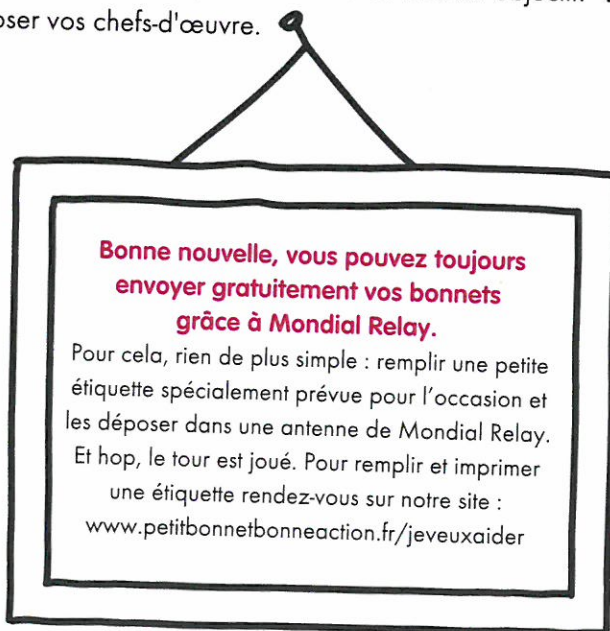 oser vos chefs-d'œuvre.
Bonne nouvelle, vous pouvez toujours
envoyer gratuitement vos bonnets
grâce à Mondial Relay.
Pour cela, rien de plus simple : remplir une petite
étiquette spécialement prévue pour l'occasion et
les déposer dans une antenne de Mondial Relay.
Et hop, le tour est joué. Pour remplir et imprimer
une étiquette rendez-vous sur notre site :
www.petitbonnetbonneaction.fr/jeveuxaider